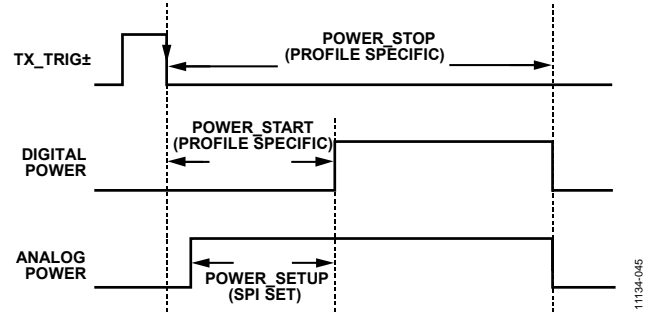 POWER_STOP
(PROFILE SPECIFIC)
TX_TRIG±
POWER_START
(PROFILE SPECIFIC)
DIGITAL
POWER
ANALOG
POWER
POWER_SETUP
(SPI SET)
11134-045